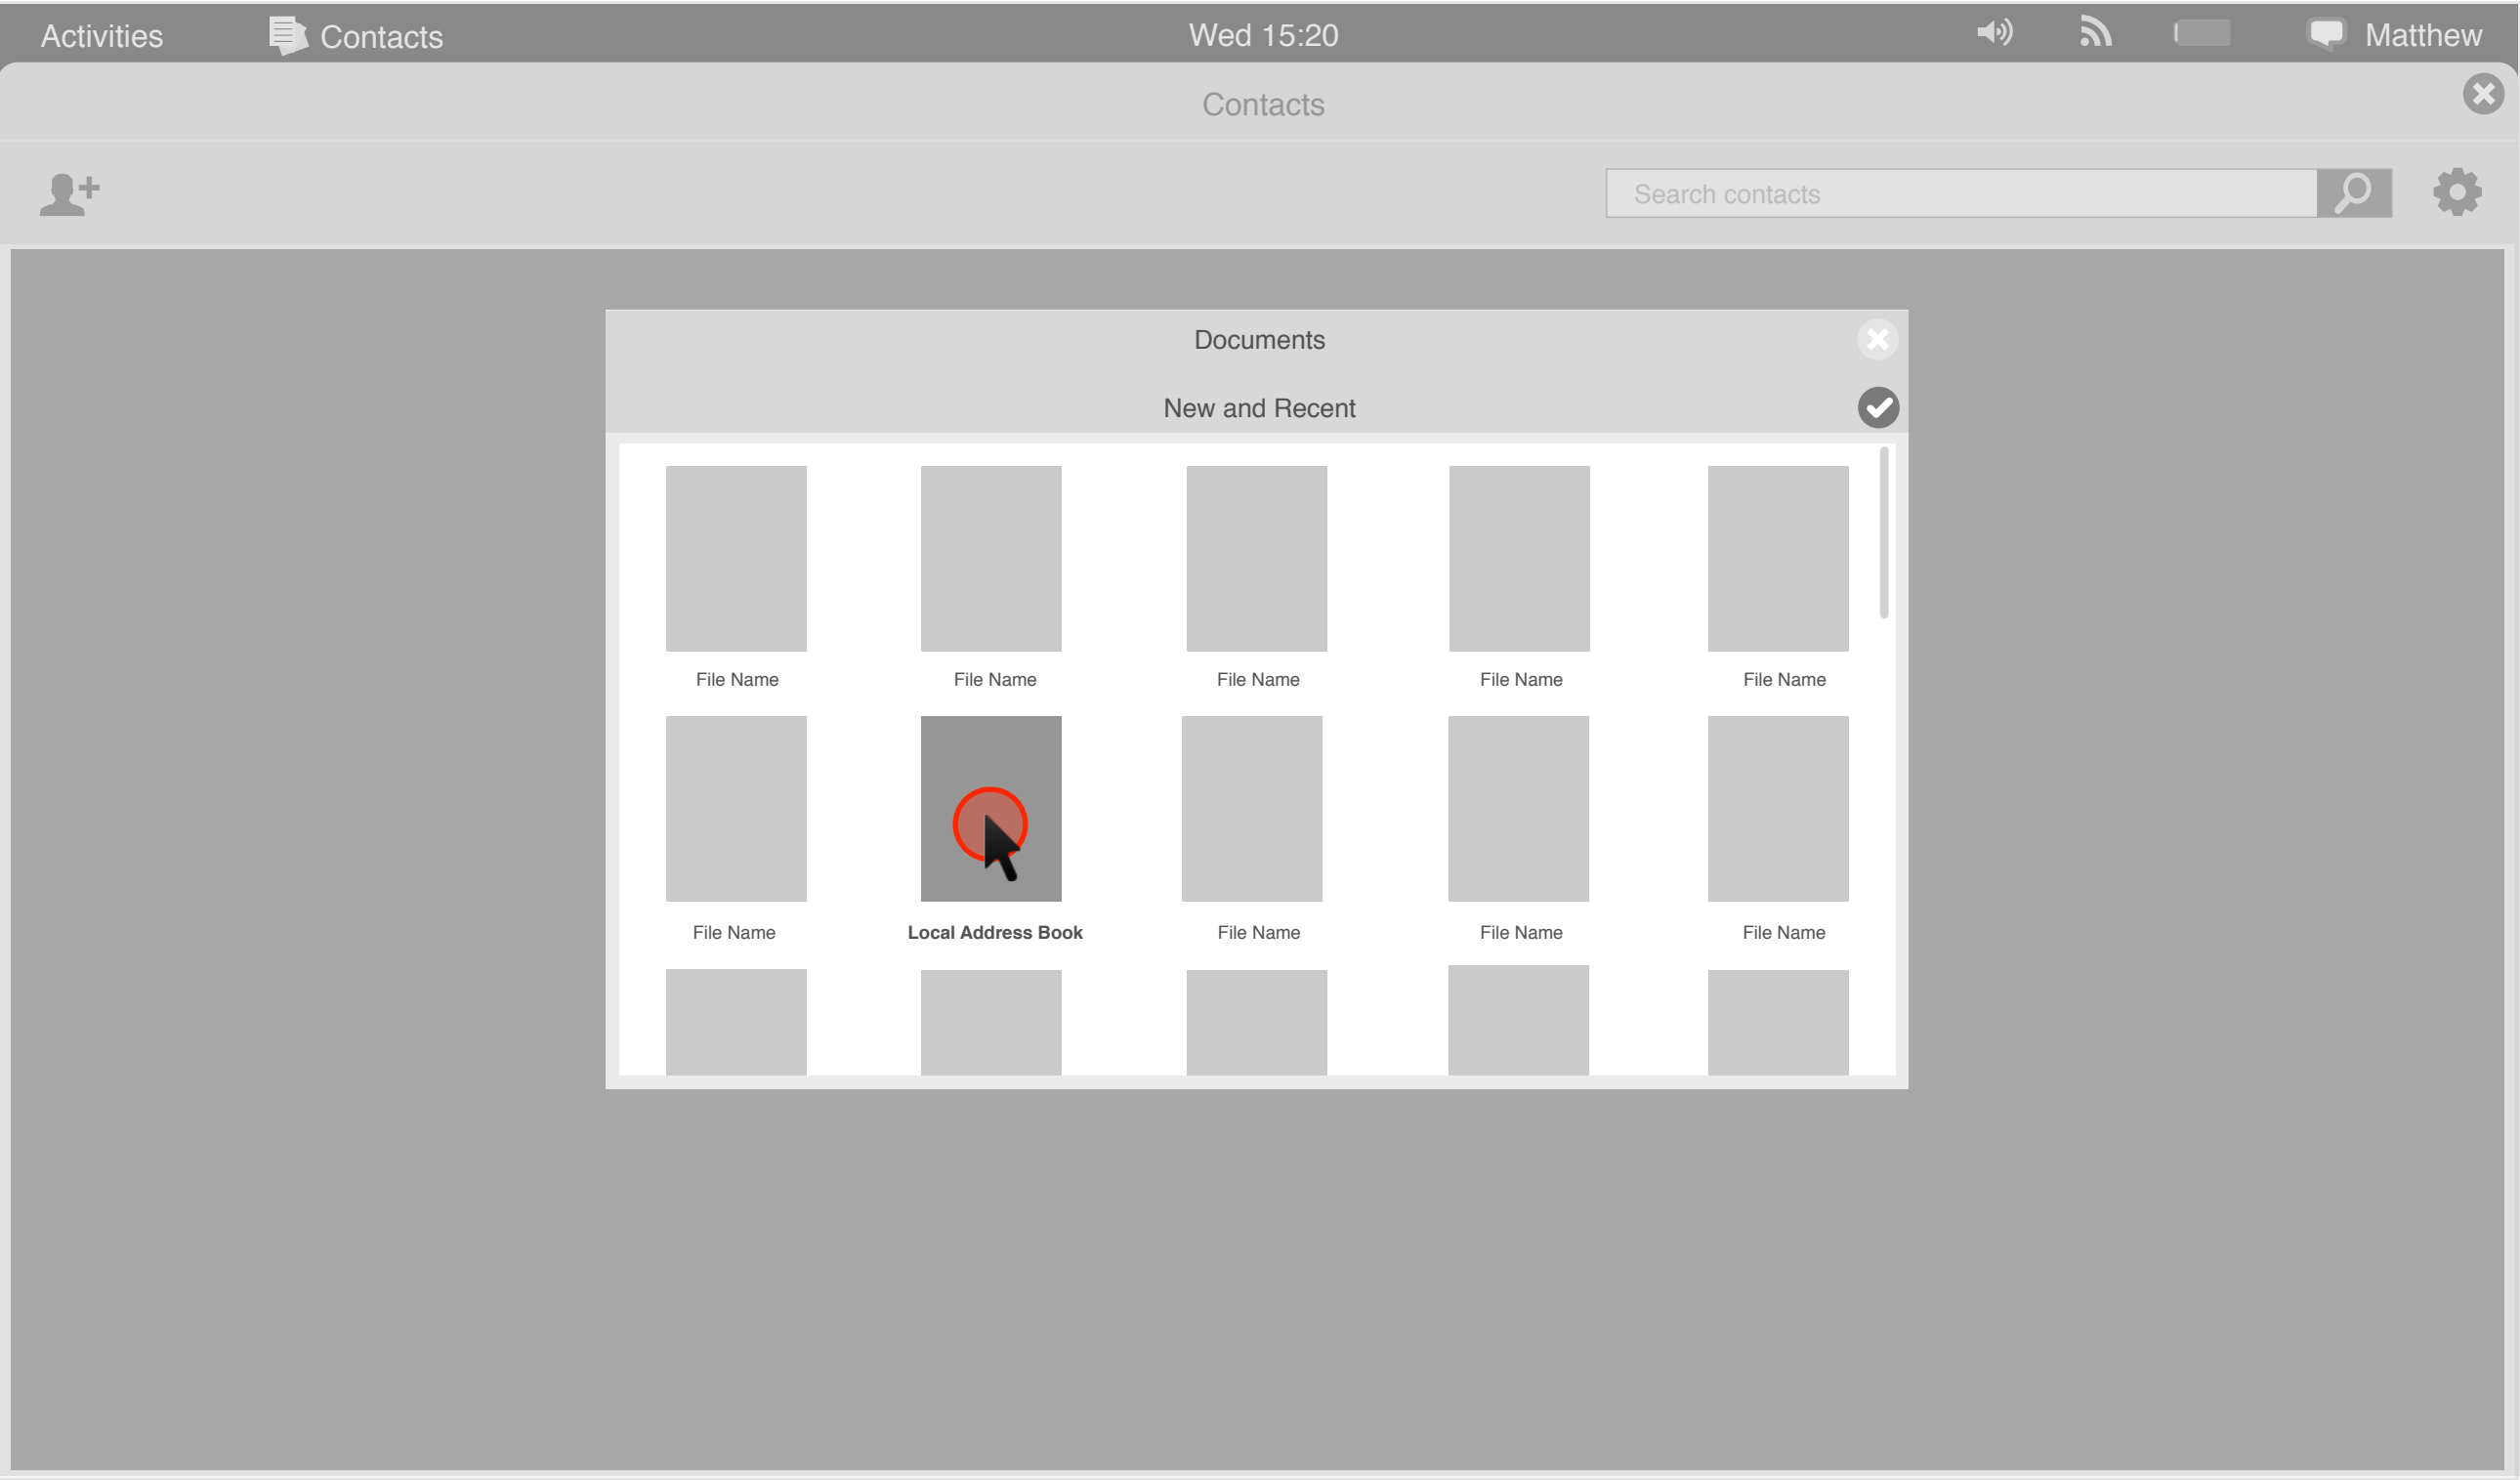 Activities Contacts Wed 15:20 Matthew
Contacts
Search contacts
Documents
New and Recent
File Name File Name File Name File Name File Name
File Name Local Address Book File Name File Name File Name